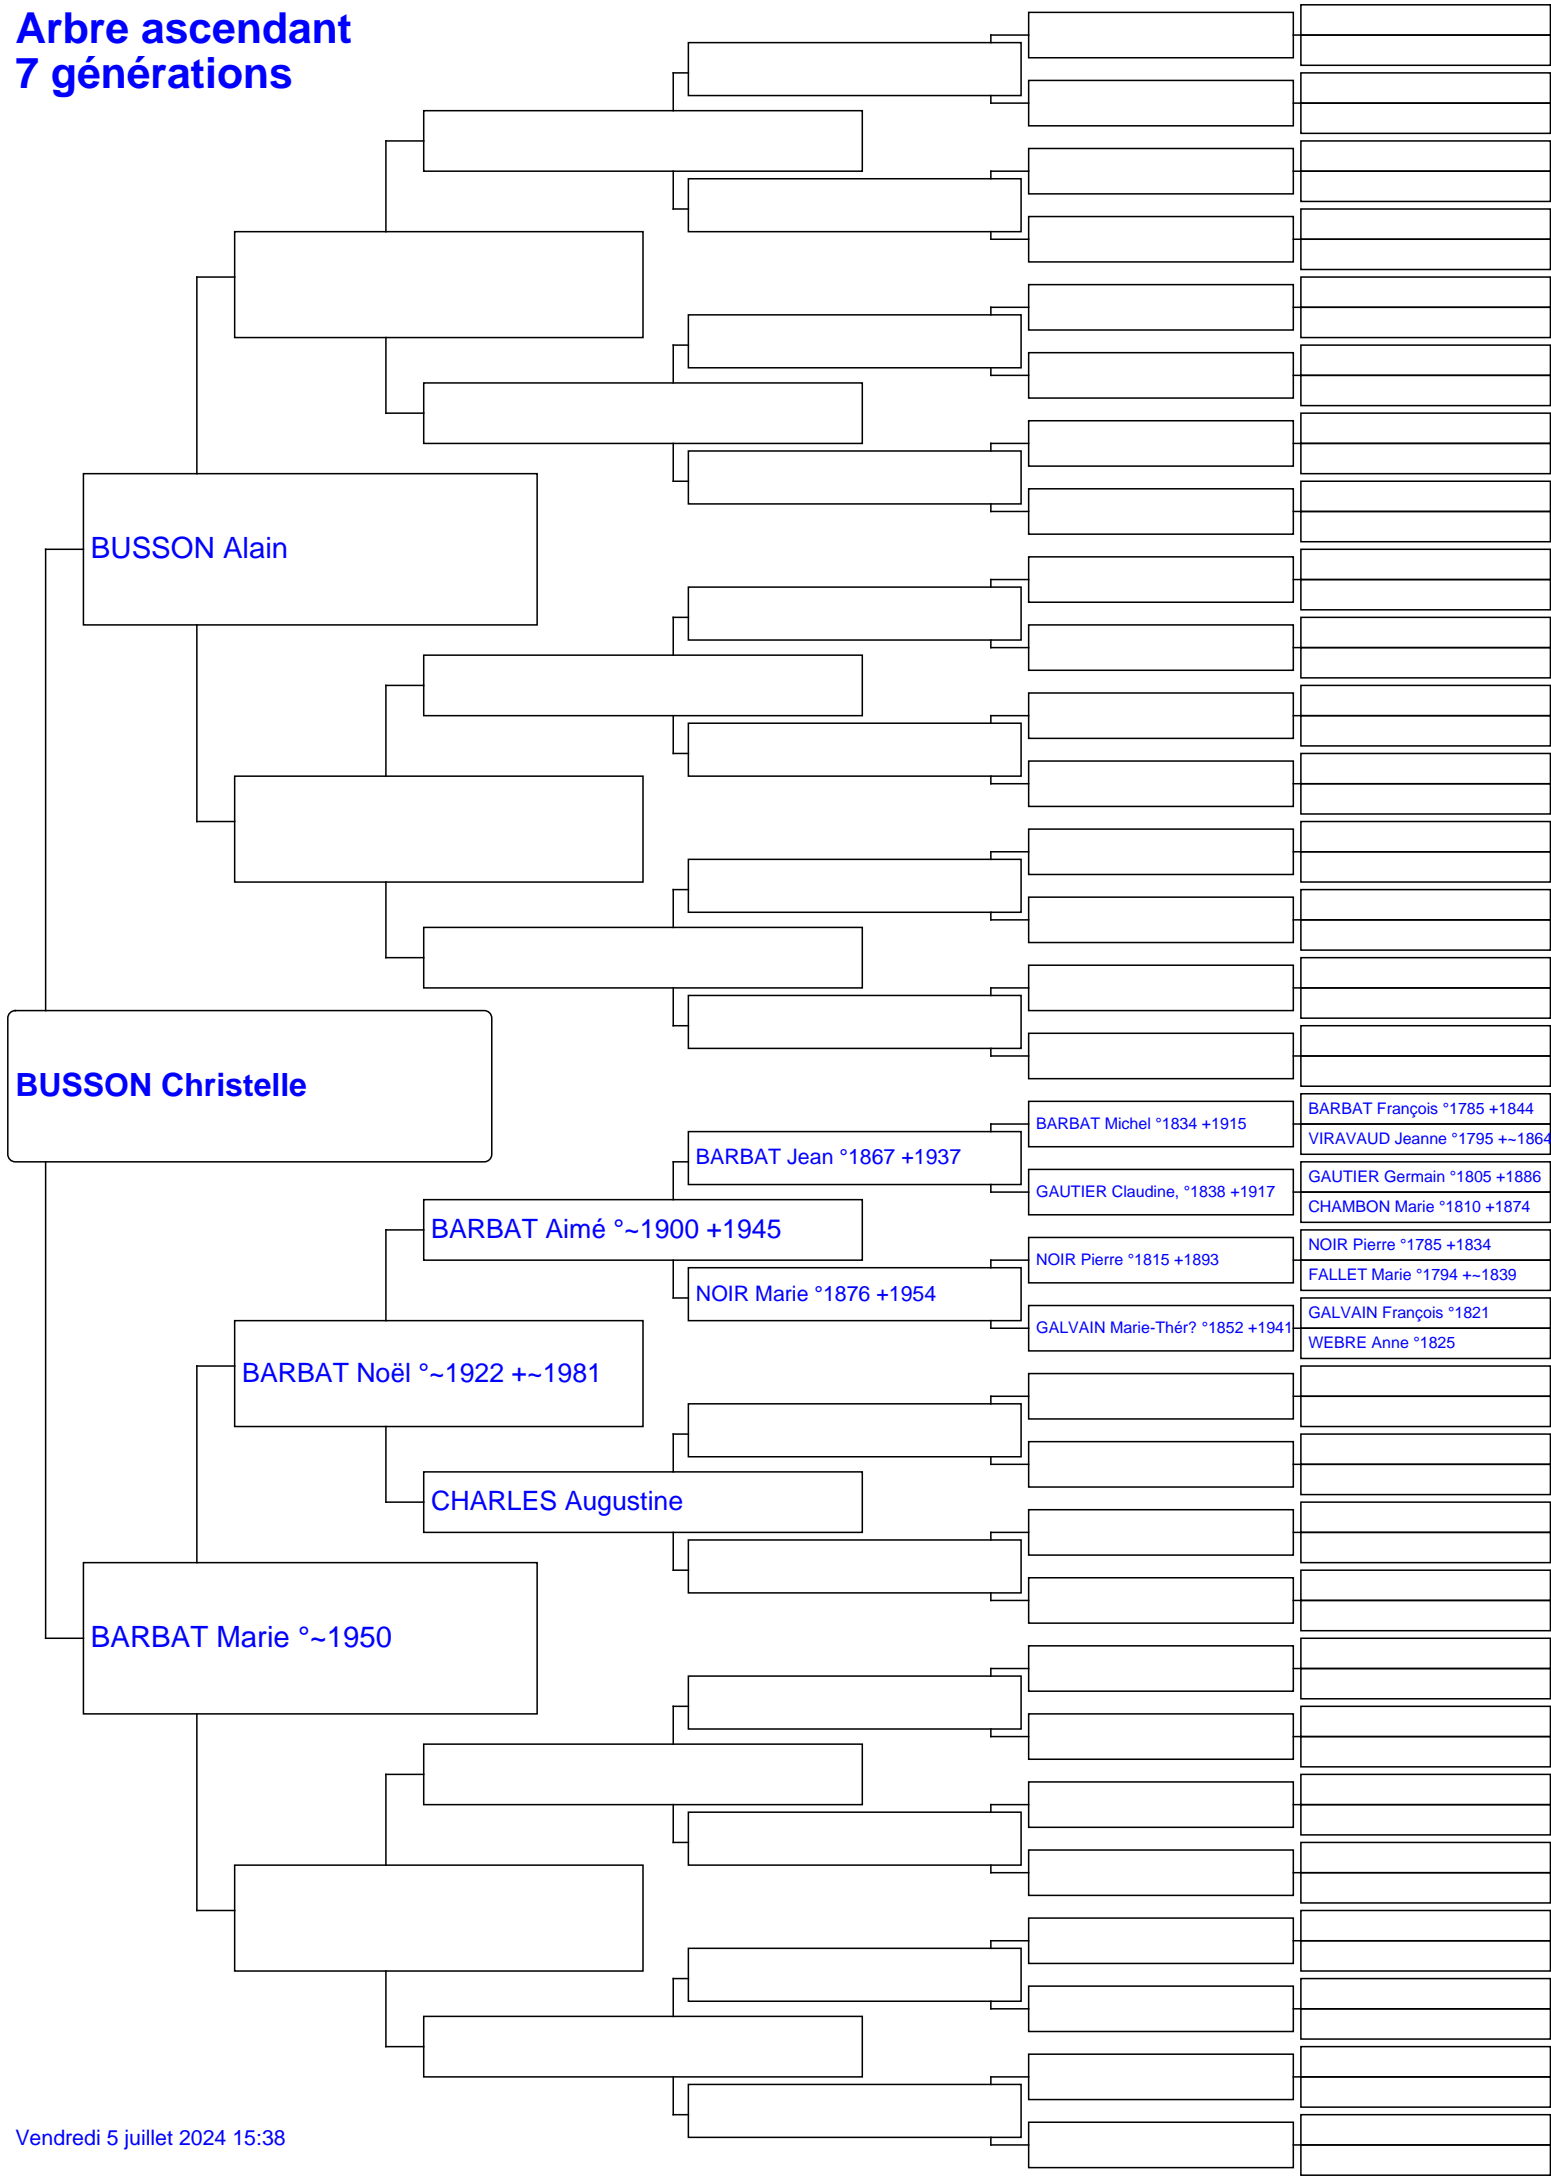 Arbre ascendant
7 générations
BUSSON Alain
BUSSON Christelle
BARBAT Michel °1834 +1915
BARBAT François °1785 +1844
VIRAVAUD Jeanne °1795 +~1864
BARBAT Jean °1867 +1937
GAUTIER Claudine, °1838 +1917
GAUTIER Germain °1805 +1886
CHAMBON Marie °1810 +1874
BARBAT Aimé °~1900 +1945
NOIR Pierre °1815 +1893
NOIR Pierre °1785 +1834
FALLET Marie °1794 +~1839
NOIR Marie °1876 +1954
GALVAIN Marie-Thér? °1852 +1941
GALVAIN François °1821
WEBRE Anne °1825
BARBAT Noël °~1922 +~1981
CHARLES Augustine
BARBAT Marie °~1950
Vendredi 5 juillet 2024 15:38